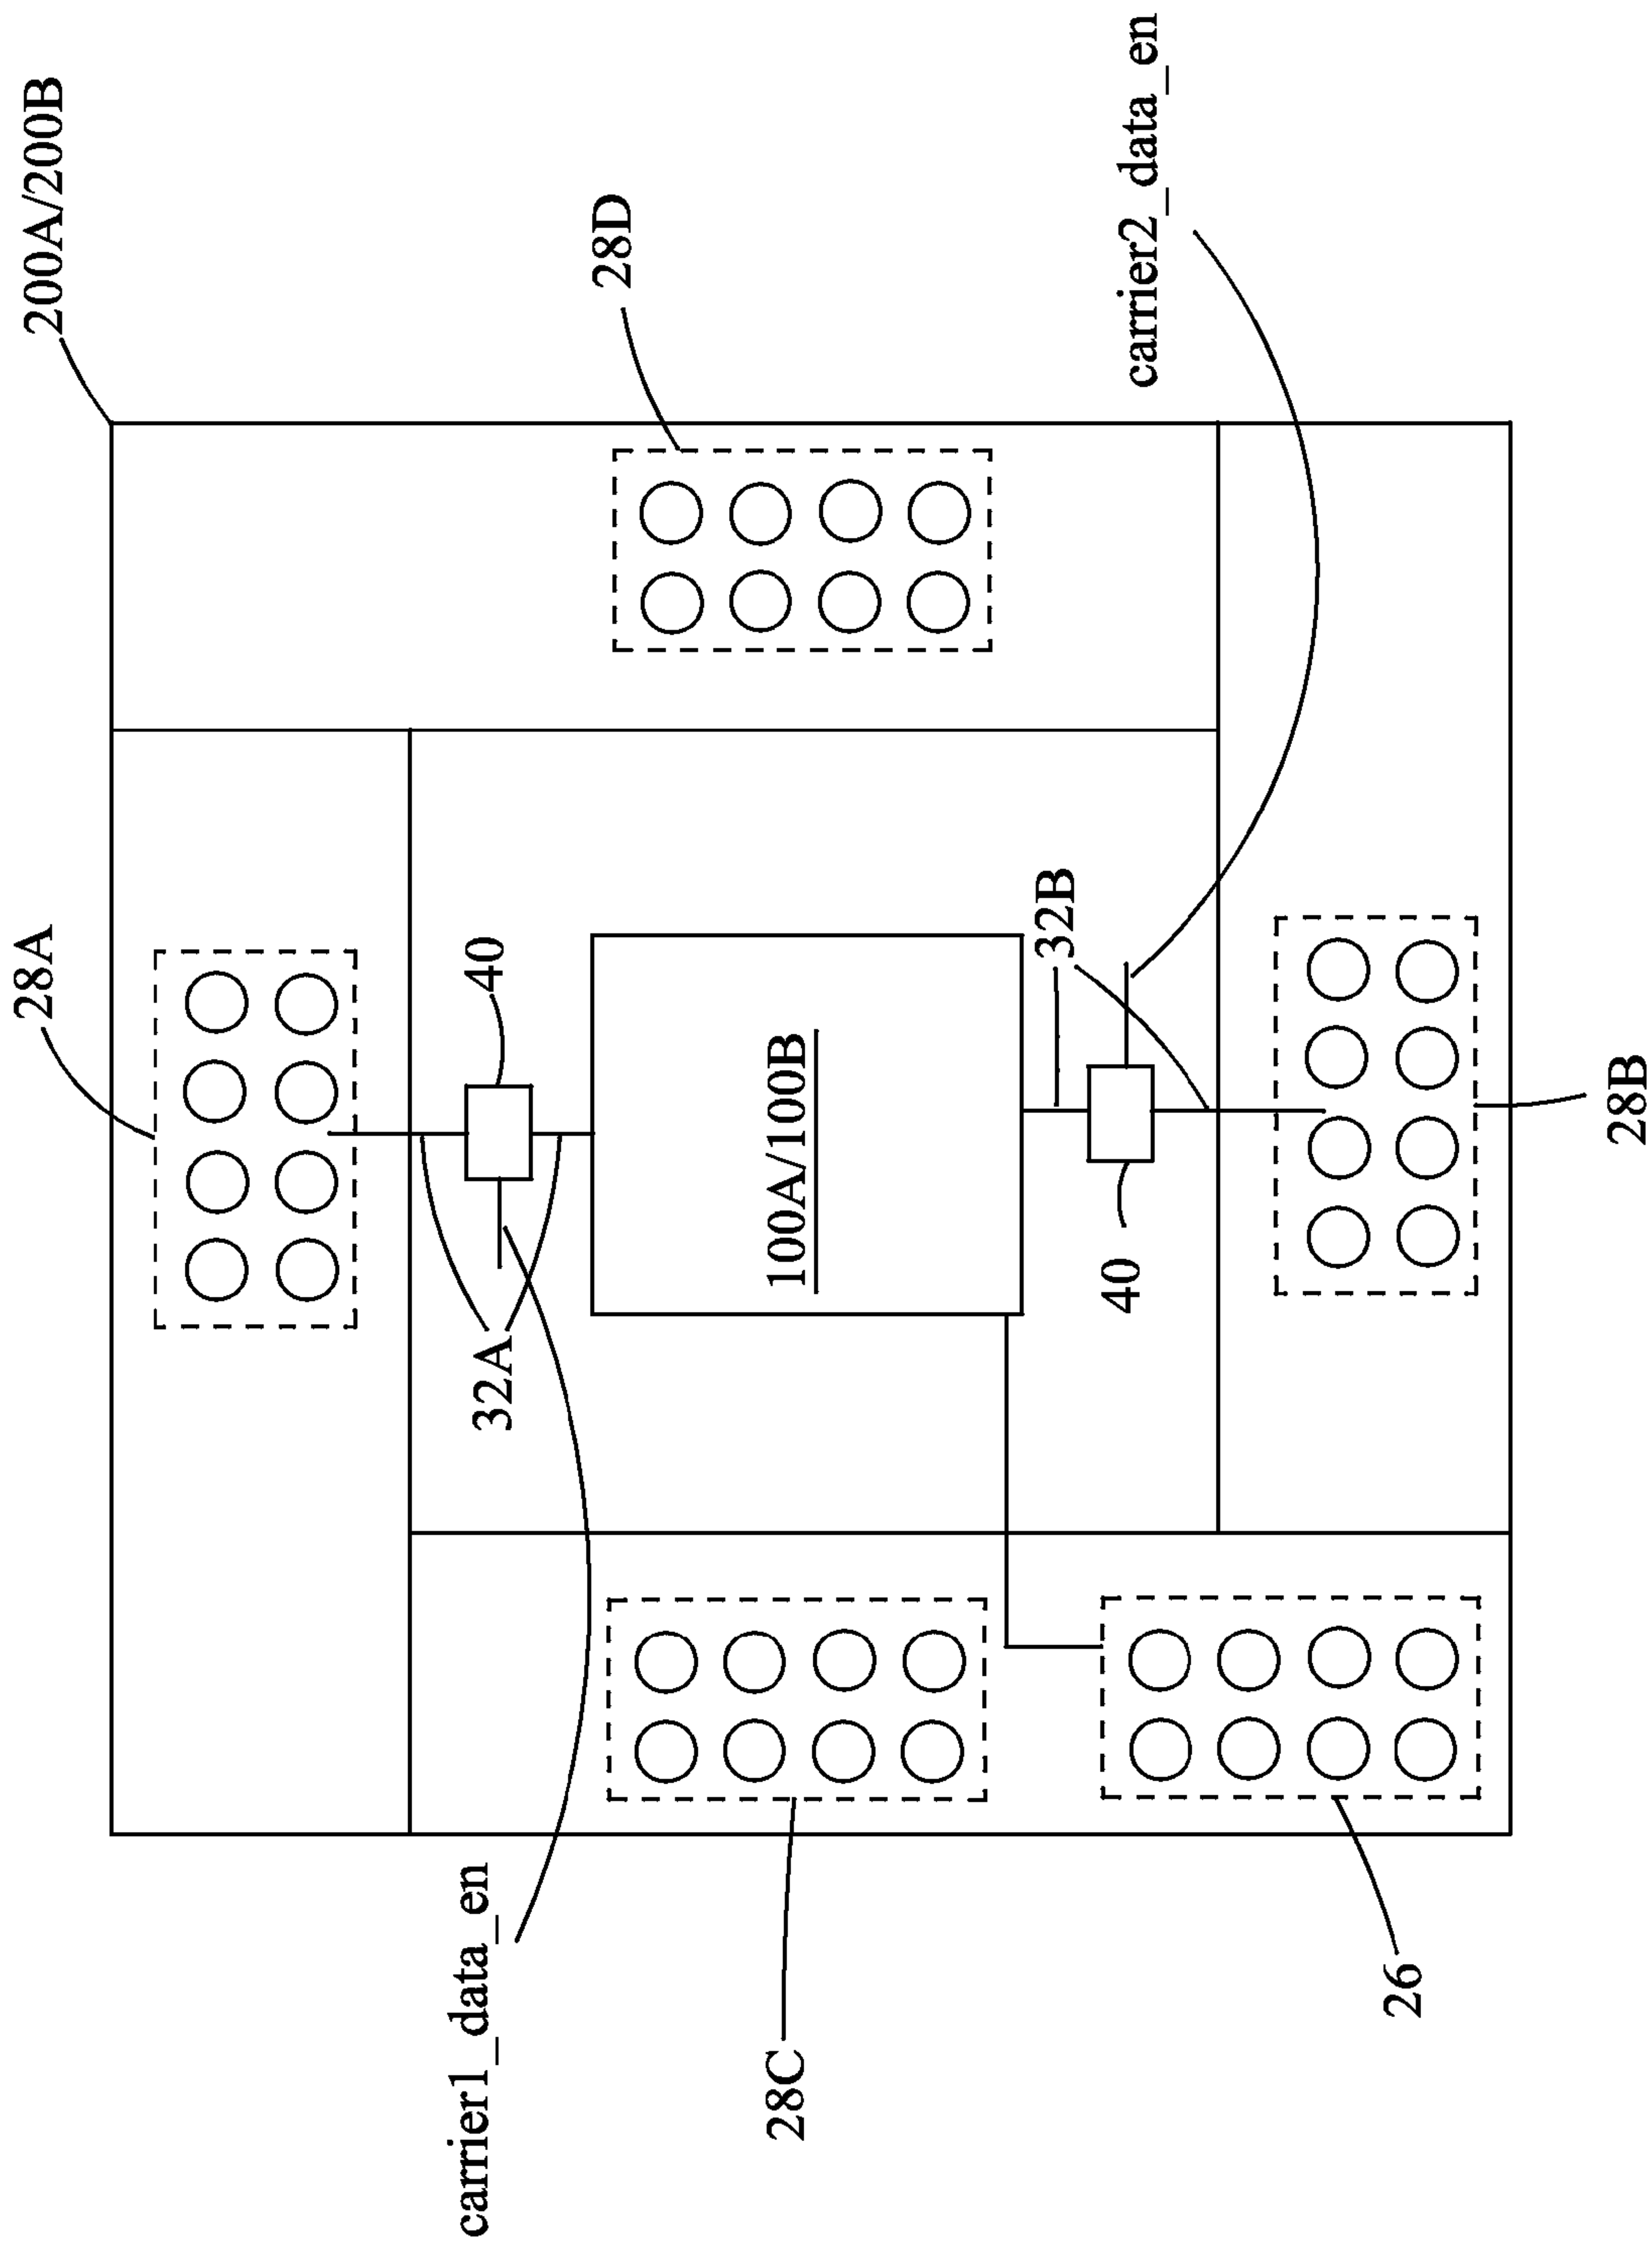 28A
200A/200B
carrier1_data_en
32A
40
28D
28C
100A/100B
32B
40
carrier2_data_en
26
28B